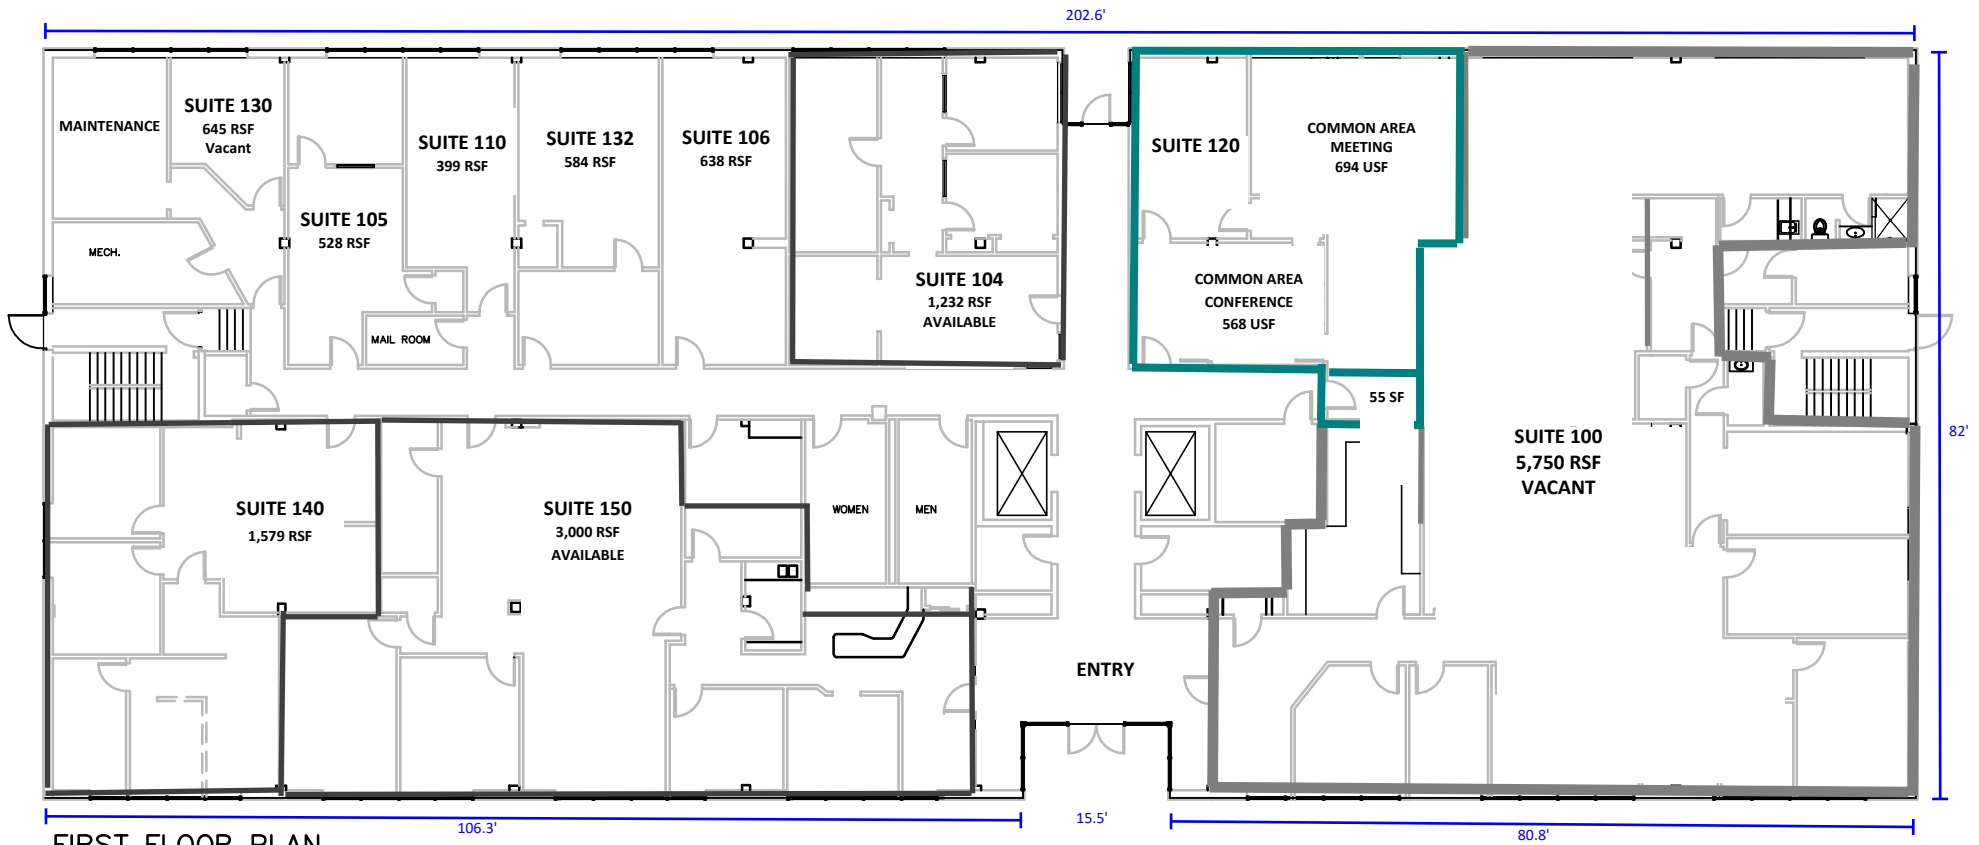 202.6'
MAINTENANCE
SUITE 130
645 RSF
Vacant
SUITE 110
399 RSF
SUITE 132
584 RSF
SUITE 106
638 RSF
SUITE 120
COMMON AREA
MEETING
694 USF
SUITE 105
528 RSF
MECH.
SUITE 104
1,232 RSF
AVAILABLE
COMMON AREA
CONFERENCE
568 USF
MAIL ROOM
55 SF
82'
SUITE 100
5,750 RSF
VACANT
SUITE 140
1,579 RSF
SUITE 150
3,000 RSF
AVAILABLE
WOMEN
MEN
ENTRY
106.3'
15.5'
80.8'
FIRST FLOOR PLAN